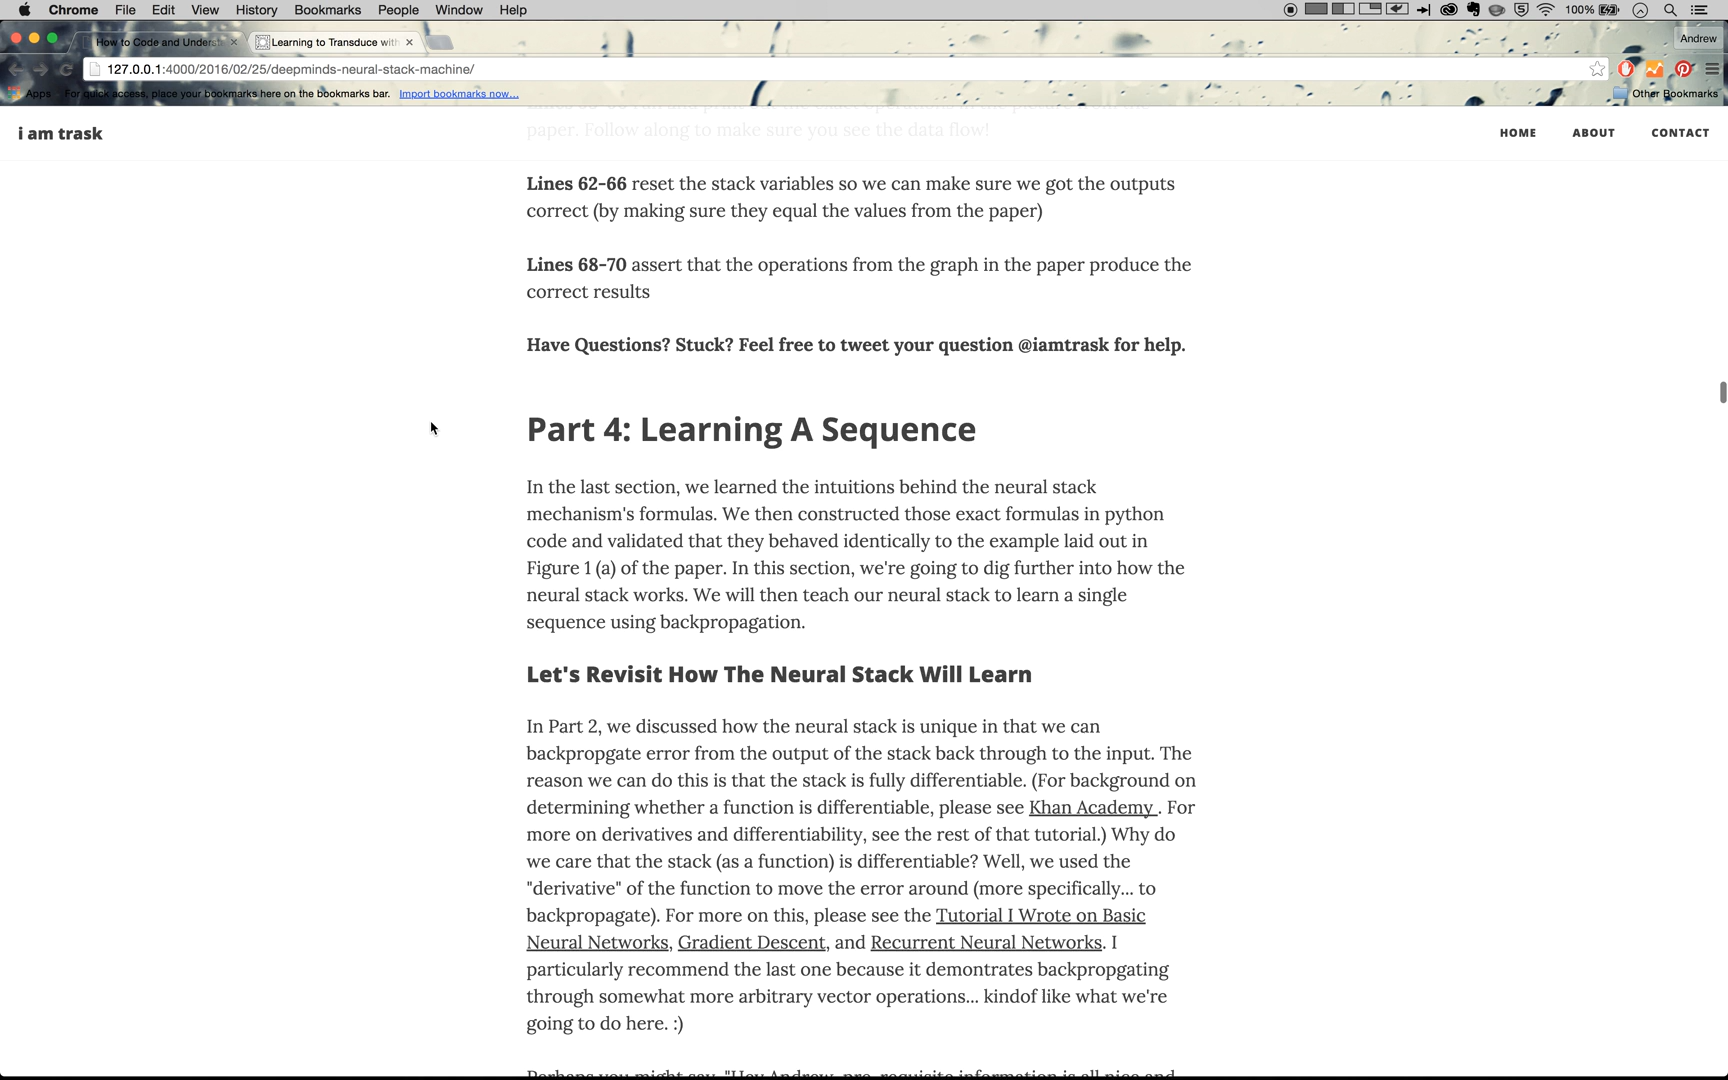 Chrome File Edit View History Bookmarks People Window Help 100%
How to Code and Underst
Learning to Transduce with
Andrew
127.0.0.1:4000/2016/02/25/deepminds-neural-stack-machine/
Apps For quick access, place your bookmarks here on the bookmarks bar. Import bookmarks now... Other Bookmarks
i am trask HOME ABOUT CONTACT
paper. Follow along to make sure you see the data flow!
Lines 62-66 reset the stack variables so we can make sure we got the outputs
correct (by making sure they equal the values from the paper)
Lines 68-70 assert that the operations from the graph in the paper produce the
correct results
Have Questions? Stuck? Feel free to tweet your question @iamtrask for help.
Part 4: Learning A Sequence
In the last section, we learned the intuitions behind the neural stack
mechanism's formulas. We then constructed those exact formulas in python
code and validated that they behaved identically to the example laid out in
Figure 1 (a) of the paper. In this section, we're going to dig further into how the
neural stack works. We will then teach our neural stack to learn a single
sequence using backpropagation.
Let's Revisit How The Neural Stack Will Learn
In Part 2, we discussed how the neural stack is unique in that we can
backpropgate error from the output of the stack back through to the input. The
reason we can do this is that the stack is fully differentiable. (For background on
determining whether a function is differentiable, please see Khan Academy . For
more on derivatives and differentiability, see the rest of that tutorial.) Why do
we care that the stack (as a function) is differentiable? Well, we used the
"derivative" of the function to move the error around (more specifically... to
backpropagate). For more on this, please see the Tutorial I Wrote on Basic
Neural Networks, Gradient Descent, and Recurrent Neural Networks. I
particularly recommend the last one because it demontrates backpropgating
through somewhat more arbitrary vector operations... kindof like what we're
going to do here. :)
Perhaps you might say, "Hey Andrew, pre-requisite information is all nice and